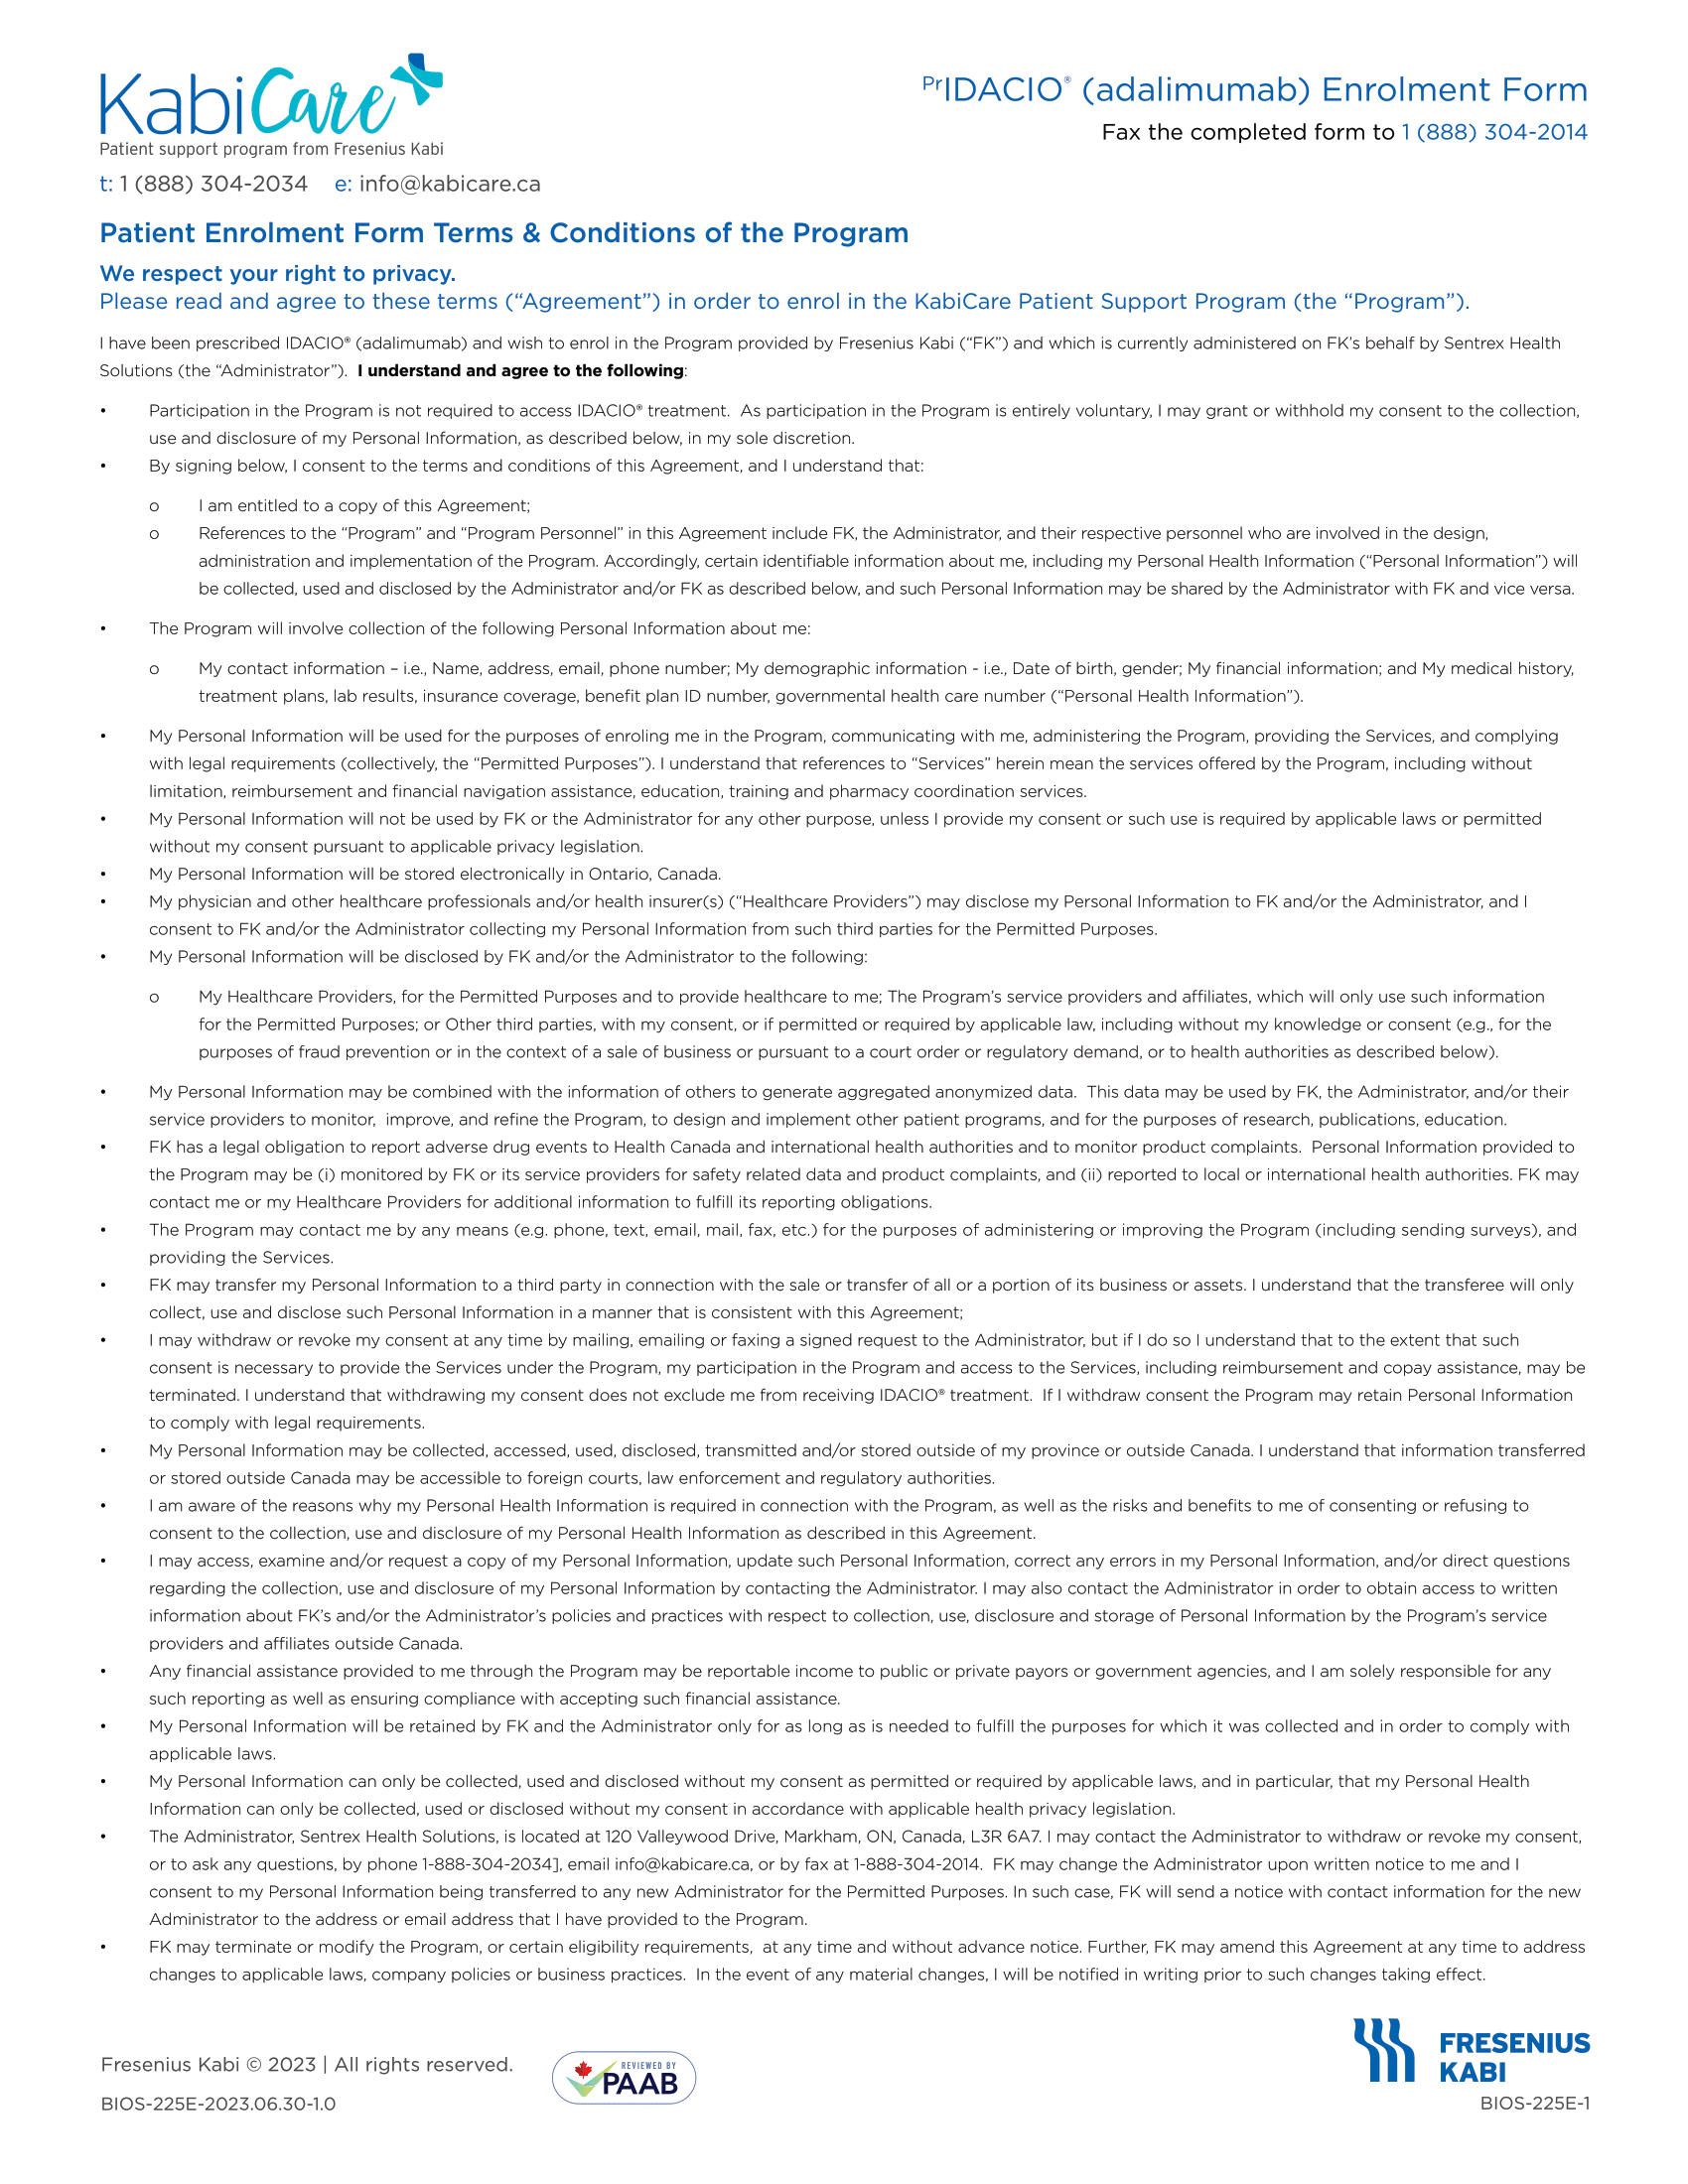 KabiCare
Patient support program from Fresenius Kabi
t: 1 (888) 304-2034 e: info@kabicare.ca
PrIDACIO® (adalimumab) Enrolment Form
Fax the completed form to 1 (888) 304-2014
Patient Enrolment Form Terms & Conditions of the Program
We respect your right to privacy.
Please read and agree to these terms (“Agreement”) in order to enrol in the KabiCare Patient Support Program (the “Program”).
I have been prescribed IDACIO® (adalimumab) and wish to enrol in the Program provided by Fresenius Kabi (“FK”) and which is currently administered on FK’s behalf by Sentrex Health
Solutions (the “Administrator”). I understand and agree to the following:
• Participation in the Program is not required to access IDACIO® treatment. As participation in the Program is entirely voluntary, I may grant or withhold my consent to the collection,
use and disclosure of my Personal Information, as described below, in my sole discretion.
• By signing below, I consent to the terms and conditions of this Agreement, and I understand that:
o I am entitled to a copy of this Agreement;
o References to the “Program” and “Program Personnel” in this Agreement include FK, the Administrator, and their respective personnel who are involved in the design,
administration and implementation of the Program. Accordingly, certain identifiable information about me, including my Personal Health Information (“Personal Information”) will
be collected, used and disclosed by the Administrator and/or FK as described below, and such Personal Information may be shared by the Administrator with FK and vice versa.
• The Program will involve collection of the following Personal Information about me:
o My contact information – i.e., Name, address, email, phone number; My demographic information - i.e., Date of birth, gender; My financial information; and My medical history,
treatment plans, lab results, insurance coverage, benefit plan ID number, governmental health care number (“Personal Health Information”).
• My Personal Information will be used for the purposes of enroling me in the Program, communicating with me, administering the Program, providing the Services, and complying
with legal requirements (collectively, the “Permitted Purposes”). I understand that references to “Services” herein mean the services offered by the Program, including without
limitation, reimbursement and financial navigation assistance, education, training and pharmacy coordination services.
• My Personal Information will not be used by FK or the Administrator for any other purpose, unless I provide my consent or such use is required by applicable laws or permitted
without my consent pursuant to applicable privacy legislation.
• My Personal Information will be stored electronically in Ontario, Canada.
• My physician and other healthcare professionals and/or health insurer(s) (“Healthcare Providers”) may disclose my Personal Information to FK and/or the Administrator, and I
consent to FK and/or the Administrator collecting my Personal Information from such third parties for the Permitted Purposes.
• My Personal Information will be disclosed by FK and/or the Administrator to the following:
o My Healthcare Providers, for the Permitted Purposes and to provide healthcare to me; The Program’s service providers and affiliates, which will only use such information
for the Permitted Purposes; or Other third parties, with my consent, or if permitted or required by applicable law, including without my knowledge or consent (e.g., for the
purposes of fraud prevention or in the context of a sale of business or pursuant to a court order or regulatory demand, or to health authorities as described below).
• My Personal Information may be combined with the information of others to generate aggregated anonymized data. This data may be used by FK, the Administrator, and/or their
service providers to monitor, improve, and refine the Program, to design and implement other patient programs, and for the purposes of research, publications, education.
• FK has a legal obligation to report adverse drug events to Health Canada and international health authorities and to monitor product complaints. Personal Information provided to
the Program may be (i) monitored by FK or its service providers for safety related data and product complaints, and (ii) reported to local or international health authorities. FK may
contact me or my Healthcare Providers for additional information to fulfill its reporting obligations.
• The Program may contact me by any means (e.g. phone, text, email, mail, fax, etc.) for the purposes of administering or improving the Program (including sending surveys), and
providing the Services.
• FK may transfer my Personal Information to a third party in connection with the sale or transfer of all or a portion of its business or assets. I understand that the transferee will only
collect, use and disclose such Personal Information in a manner that is consistent with this Agreement;
• I may withdraw or revoke my consent at any time by mailing, emailing or faxing a signed request to the Administrator, but if I do so I understand that to the extent that such
consent is necessary to provide the Services under the Program, my participation in the Program and access to the Services, including reimbursement and copay assistance, may be
terminated. I understand that withdrawing my consent does not exclude me from receiving IDACIO® treatment. If I withdraw consent the Program may retain Personal Information
to comply with legal requirements.
• My Personal Information may be collected, accessed, used, disclosed, transmitted and/or stored outside of my province or outside Canada. I understand that information transferred
or stored outside Canada may be accessible to foreign courts, law enforcement and regulatory authorities.
• I am aware of the reasons why my Personal Health Information is required in connection with the Program, as well as the risks and benefits to me of consenting or refusing to
consent to the collection, use and disclosure of my Personal Health Information as described in this Agreement.
• I may access, examine and/or request a copy of my Personal Information, update such Personal Information, correct any errors in my Personal Information, and/or direct questions
regarding the collection, use and disclosure of my Personal Information by contacting the Administrator. I may also contact the Administrator in order to obtain access to written
information about FK’s and/or the Administrator’s policies and practices with respect to collection, use, disclosure and storage of Personal Information by the Program’s service
providers and affiliates outside Canada.
• Any financial assistance provided to me through the Program may be reportable income to public or private payors or government agencies, and I am solely responsible for any
such reporting as well as ensuring compliance with accepting such financial assistance.
• My Personal Information will be retained by FK and the Administrator only for as long as is needed to fulfill the purposes for which it was collected and in order to comply with
applicable laws.
• My Personal Information can only be collected, used and disclosed without my consent as permitted or required by applicable laws, and in particular, that my Personal Health
Information can only be collected, used or disclosed without my consent in accordance with applicable health privacy legislation.
• The Administrator, Sentrex Health Solutions, is located at 120 Valleywood Drive, Markham, ON, Canada, L3R 6A7. I may contact the Administrator to withdraw or revoke my consent,
or to ask any questions, by phone 1-888-304-2034], email info@kabicare.ca, or by fax at 1-888-304-2014. FK may change the Administrator upon written notice to me and I
consent to my Personal Information being transferred to any new Administrator for the Permitted Purposes. In such case, FK will send a notice with contact information for the new
Administrator to the address or email address that I have provided to the Program.
• FK may terminate or modify the Program, or certain eligibility requirements, at any time and without advance notice. Further, FK may amend this Agreement at any time to address
changes to applicable laws, company policies or business practices. In the event of any material changes, I will be notified in writing prior to such changes taking effect.
Fresenius Kabi © 2023 | All rights reserved.
BIOS-225E-2023.06.30-1.0
REVIEWED BY
PAAB
FRESENIUS
KABI
BIOS-225E-1